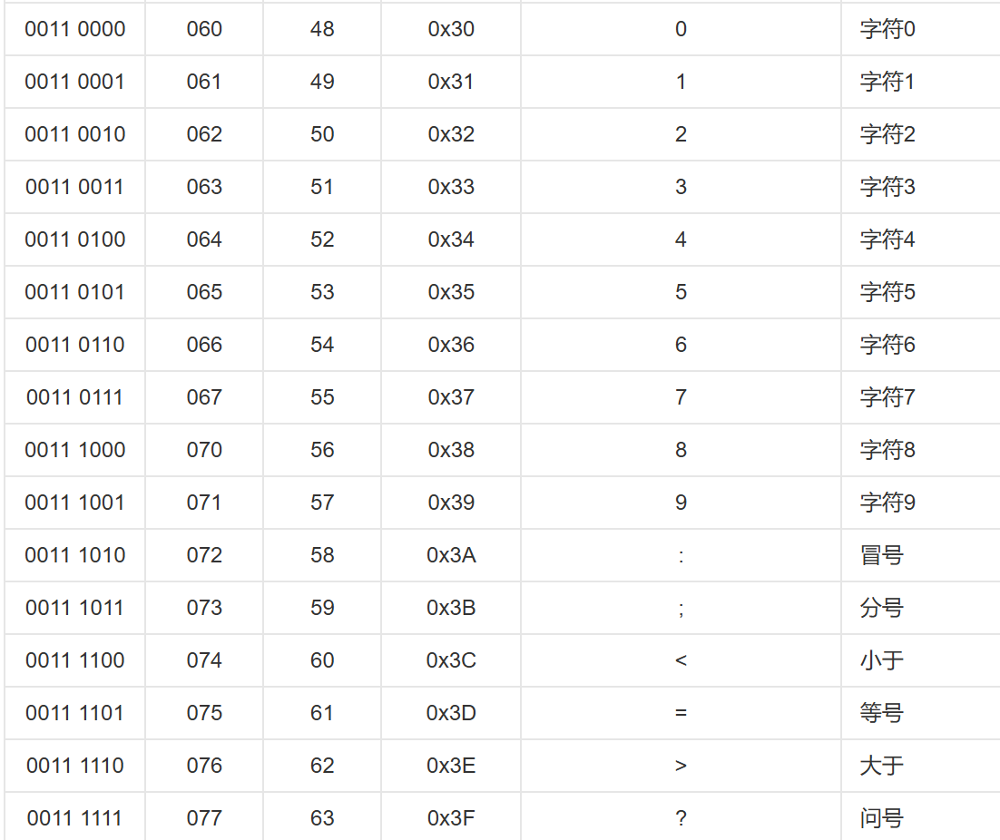 0011 0000 060 48 0x30 0 字符0
0011 0001 061 49 0x31 1 字符1
0011 0010 062 50 0x32 2 字符2
0011 0011 063 51 0x33 3 字符3
0011 0100 064 52 0x34 4 字符4
0011 0101 065 53 0x35 5 字符5
0011 0110 066 54 0x36 6 字符6
0011 0111 067 55 0x37 7 字符7
0011 1000 070 56 0x38 8 字符8
0011 1001 071 57 0x39 9 字符9
0011 1010 072 58 0x3A : 冒号
0011 1011 073 59 0x3B ; 分号
0011 1100 074 60 0x3C < 小于
0011 1101 075 61 0x3D = 等号
0011 1110 076 62 0x3E > 大于
0011 1111 077 63 0x3F ? 问号